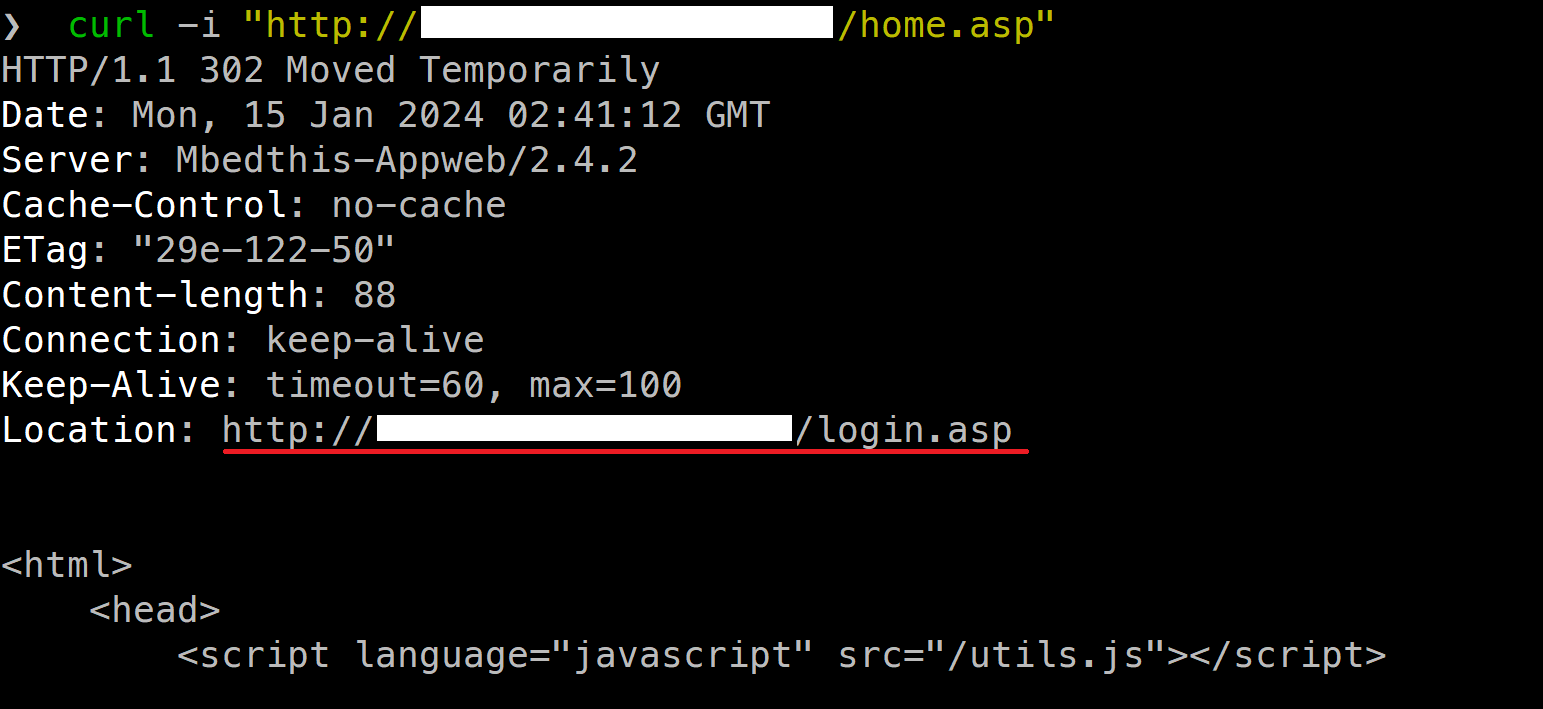 ❯  curl -i "http:///home.asp"
HTTP/1.1 302 Moved Temporarily
Date: Mon, 15 Jan 2024 02:41:12 GMT
Server: Mbedthis-Appweb/2.4.2
Cache-Control: no-cache
ETag: "29e-122-50"
Content-length: 88
Connection: keep-alive
Keep-Alive: timeout=60, max=100
Location: http:///login.asp
<html>
    <head>
        <script language="javascript" src="/utils.js"></script>